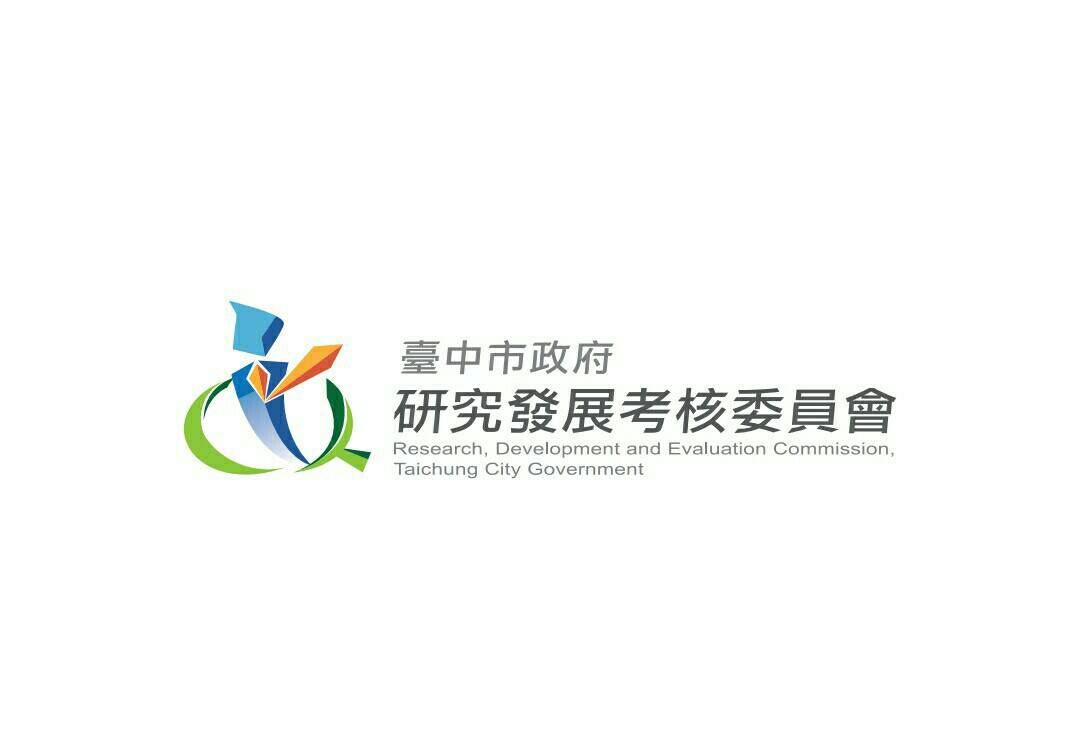 臺中市政府
研究發展考核委員會
Research, Development and Evaluation Commission,
Taichung City Government